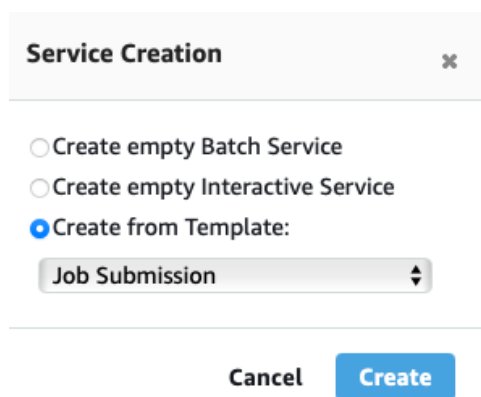 Service Creation
Create empty Batch Service
Create empty Interactive Service
Create from Template:
Job Submission
Cancel Create